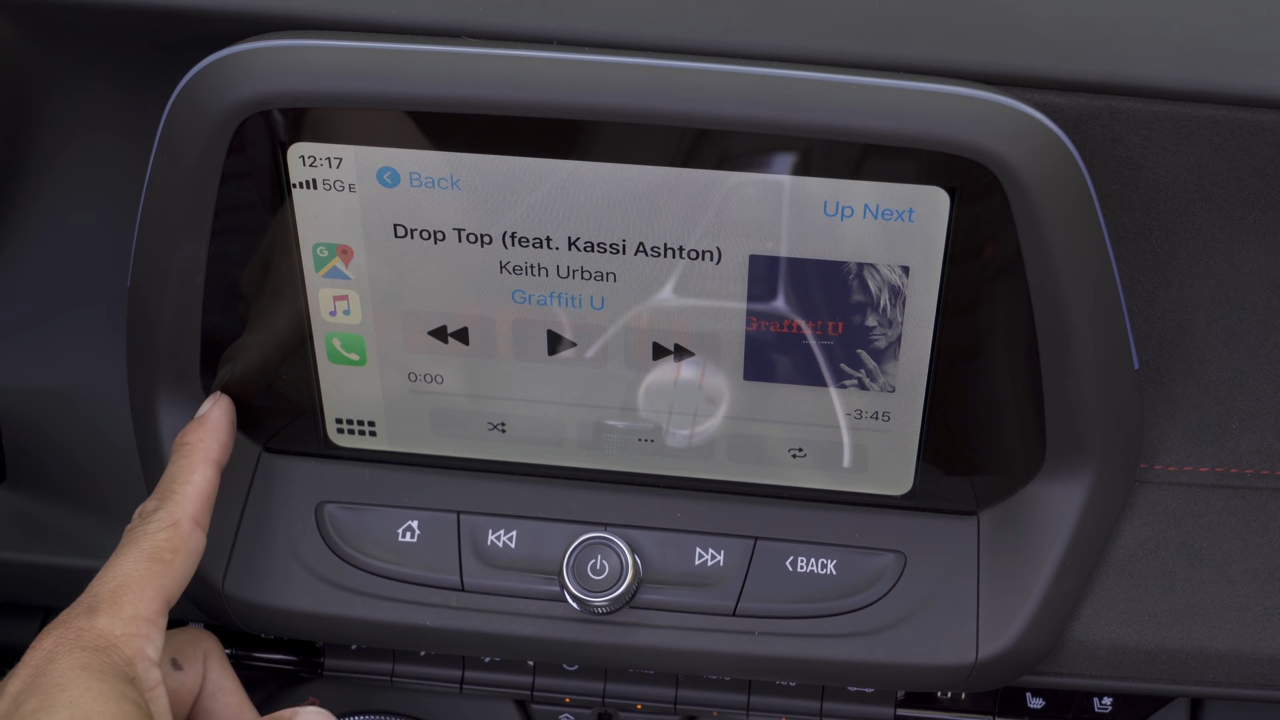 12:17
5GE
Back
Up Next
Drop Top (feat. Kassi Ashton)
Keith Urban
Graffiti U
Graffiti U
0:00
-3:45
G
BACK